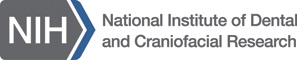 NIH National Institute of Dental
and Craniofacial Research